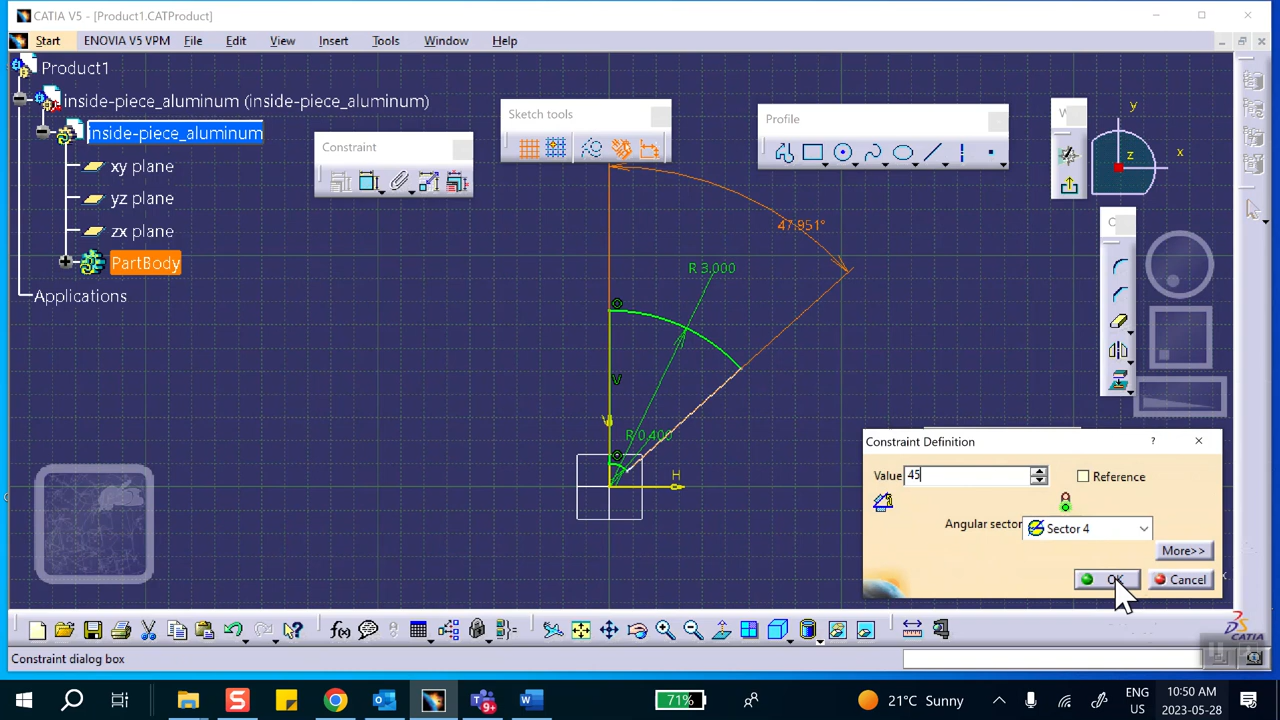 CATIA V5 - [Product1.CATProduct]
Start ENOVIA V5 VPM File Edit View Insert Tools Window Help
Product1
inside-piece_aluminum (inside-piece_aluminum)
inside-piece_aluminum
xy plane
yz plane
zx plane
PartBody
Applications
Constraint
Sketch tools
Profile
W
y
z
x
C
47.951°
R 3.000
V
R 0.400
V
H
Constraint Definition
Value 45
Reference
Angular sector Sector 4
More>>
OK Cancel
x
f(x)
CATIA
Constraint dialog box
71%
9+
21°C Sunny
ENG
US
10:50 AM
2023-05-28